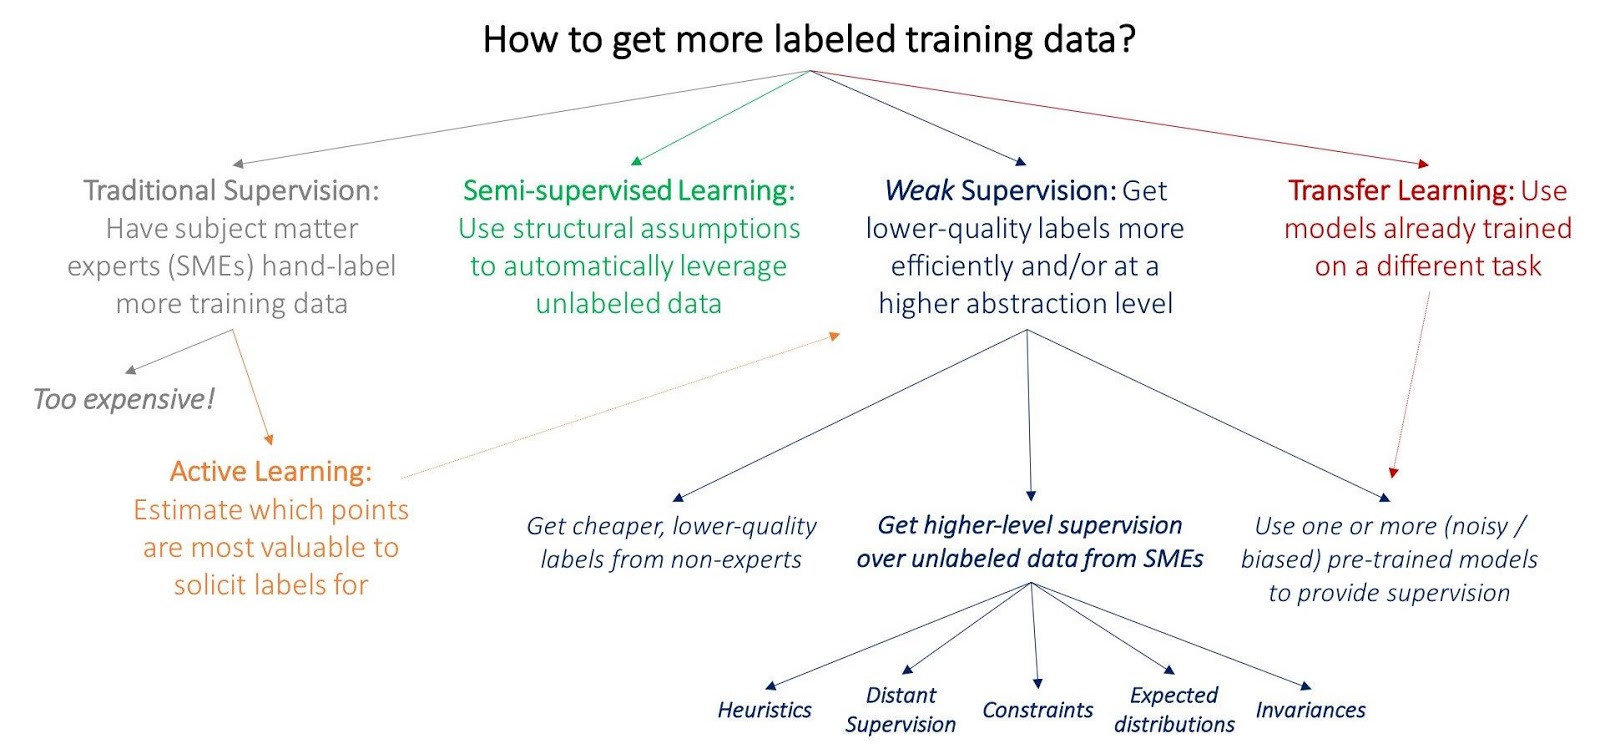 How to get more labeled training data?
Traditional Supervision:
Have subject matter
experts (SMEs) hand-label
more training data
Semi-supervised Learning:
Use structural assumptions
to automatically leverage
unlabeled data
Weak Supervision: Get
lower-quality labels more
efficiently and/or at a
higher abstraction level
Transfer Learning: Use
models already trained
on a different task
Too expensive!
Active Learning:
Estimate which points
are most valuable to
solicit labels for
Get cheaper, lower-quality
labels from non-experts
Get higher-level supervision
over unlabeled data from SMEs
Use one or more (noisy /
biased) pre-trained models
to provide supervision
Heuristics
Distant
Supervision
Constraints
Expected
distributions
Invariances